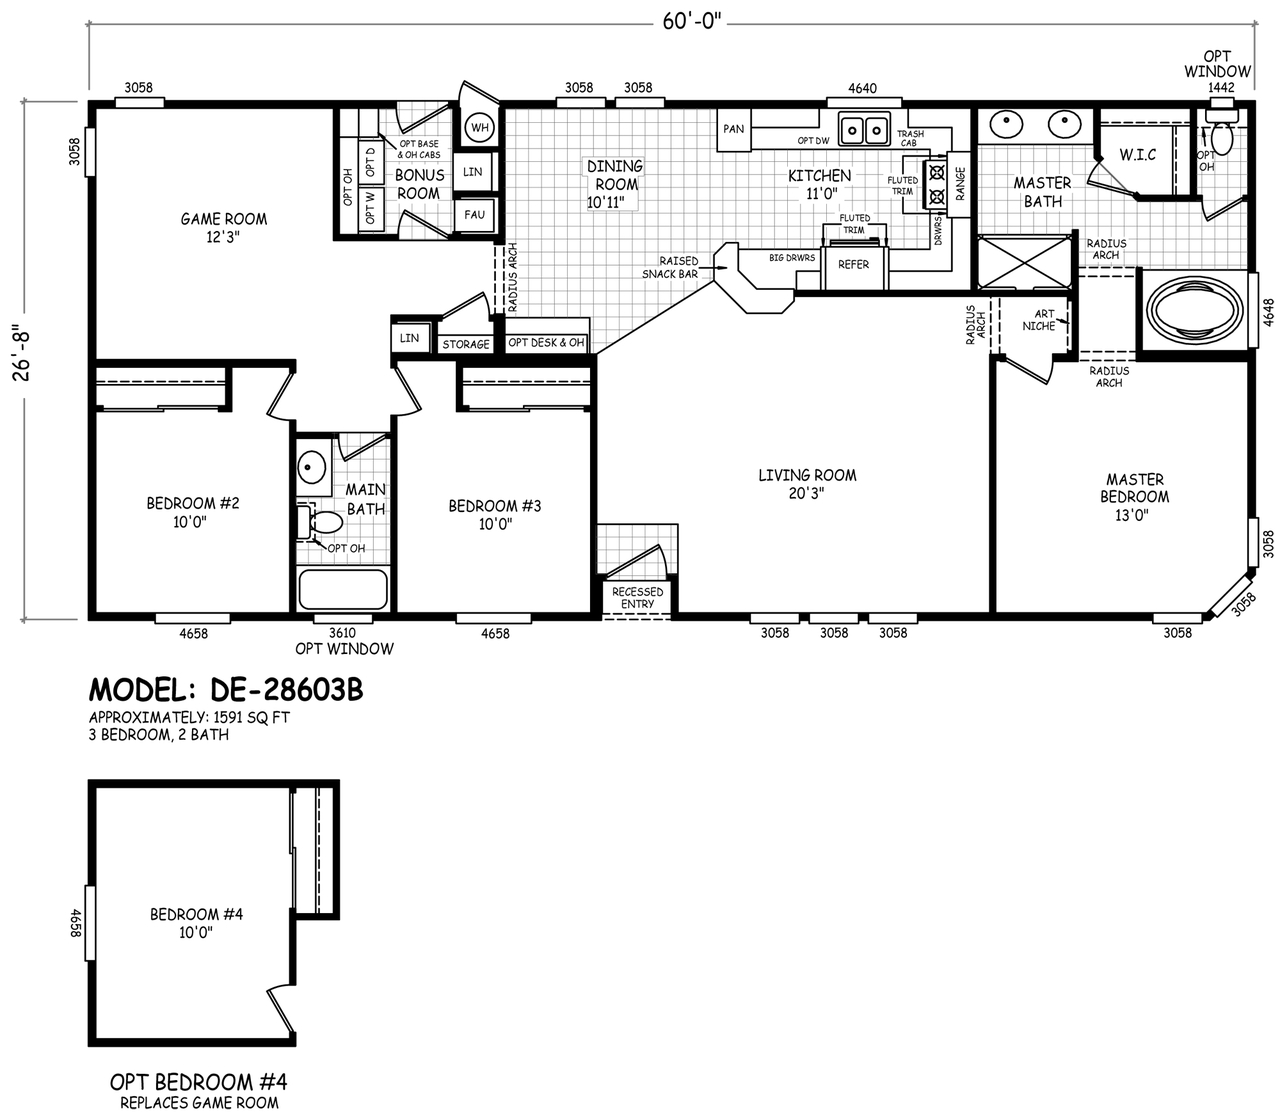 60'-0"
OPT
WINDOW
1442
3058
3058
3058
4640
26'-8"
3058
GAME ROOM
12'3"
OPT OH
OPT D
OPT W
OPT BASE
& OH CABS
BONUS
ROOM
WH
LIN
FAU
RADIUS ARCH
DINING
ROOM
10'11"
PAN
OPT DW
TRASH
CAB
KITCHEN
11'0"
FLUTED
TRIM
RANGE
FLUTED
TRIM
DRWRS
BIG DRWRS
REFER
RAISED
SNACK BAR
MASTER
BATH
W.I.C
OPT
OH
RADIUS
ARCH
RADIUS
ARCH
ART
NICHE
RADIUS
ARCH
4648
LIN
STORAGE
OPT DESK & OH
BEDROOM #2
10'0"
MAIN
BATH
OPT OH
BEDROOM #3
10'0"
LIVING ROOM
20'3"
MASTER
BEDROOM
13'0"
3058
3058
RECESSED
ENTRY
4658
3610
OPT WINDOW
4658
3058
3058
3058
3058
MODEL: DE-28603B
APPROXIMATELY: 1591 SQ FT
3 BEDROOM, 2 BATH
4658
BEDROOM #4
10'0"
OPT BEDROOM #4
REPLACES GAME ROOM